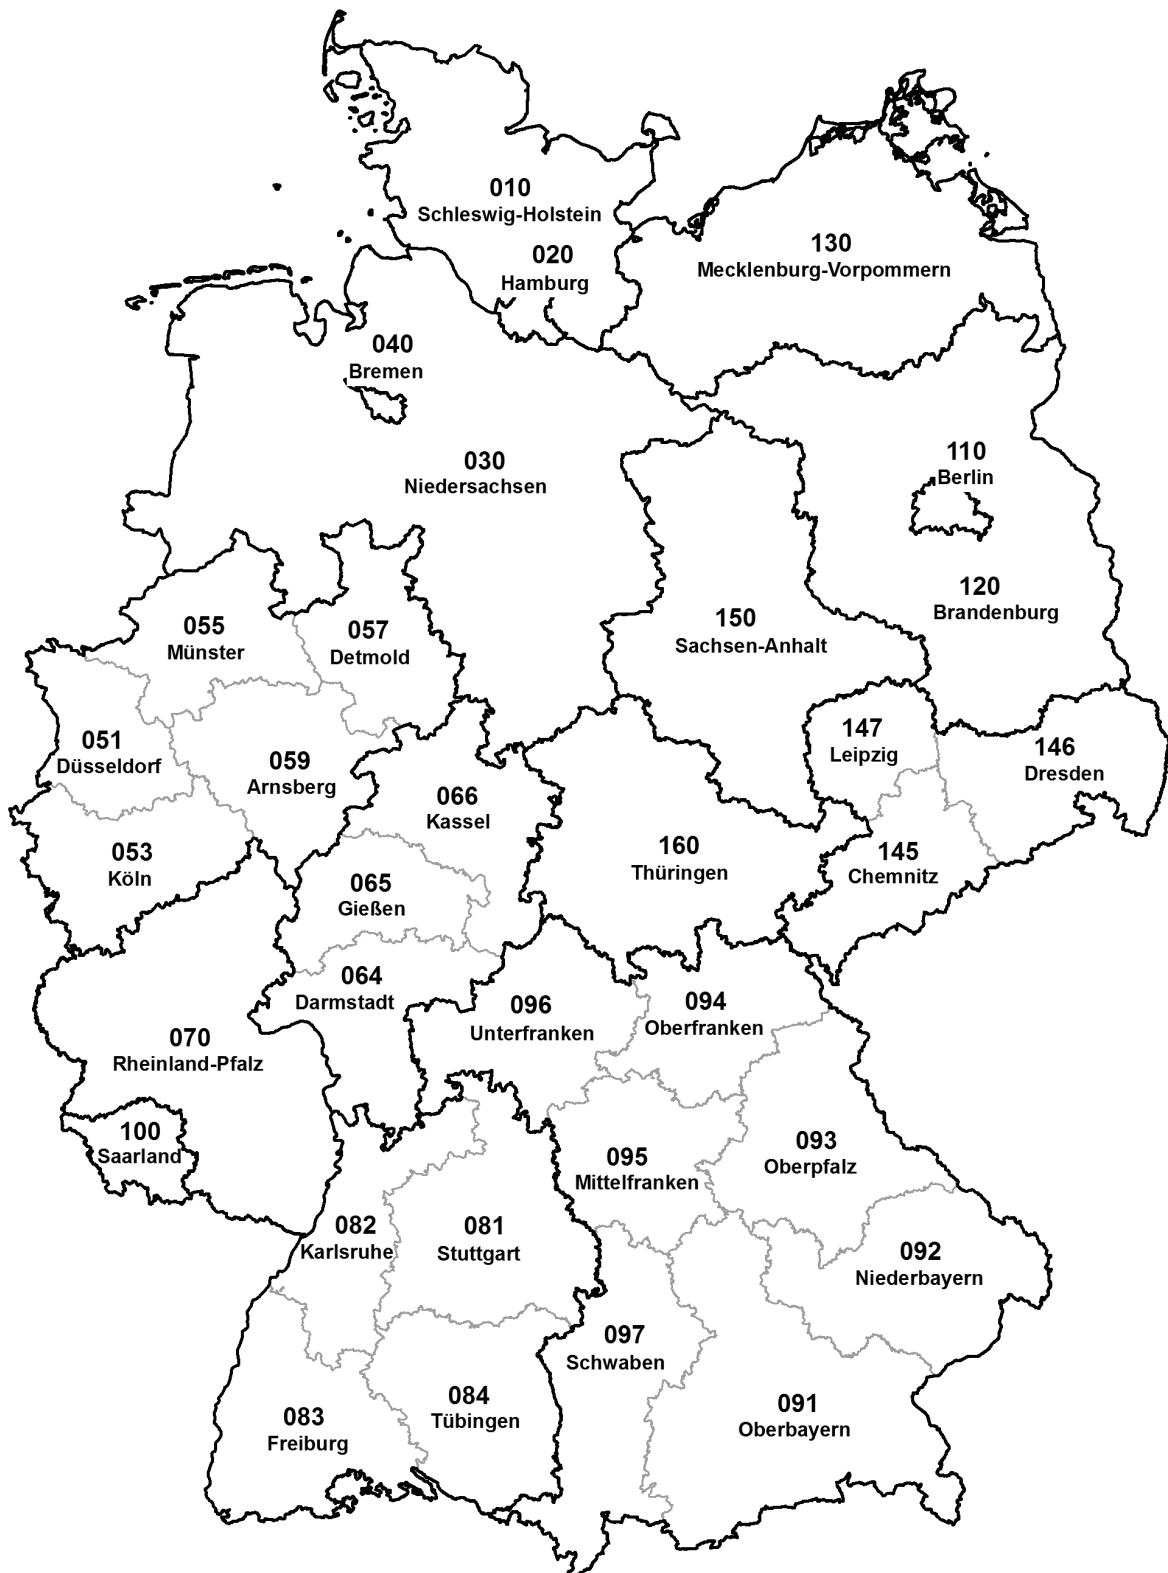 010
Schleswig-Holstein
020
Hamburg
130
Mecklenburg-Vorpommern
040
Bremen
030
Niedersachsen
110
Berlin
120
Brandenburg
150
Sachsen-Anhalt
055
Münster
057
Detmold
051
Düsseldorf
059
Arnsberg
147
Leipzig
146
Dresden
066
Kassel
053
Köln
160
Thüringen
145
Chemnitz
065
Gießen
064
Darmstadt
096
Unterfranken
094
Oberfranken
070
Rheinland-Pfalz
100
Saarland
095
Mittelfranken
093
Oberpfalz
082
Karlsruhe
081
Stuttgart
092
Niederbayern
097
Schwaben
084
Tübingen
083
Freiburg
091
Oberbayern